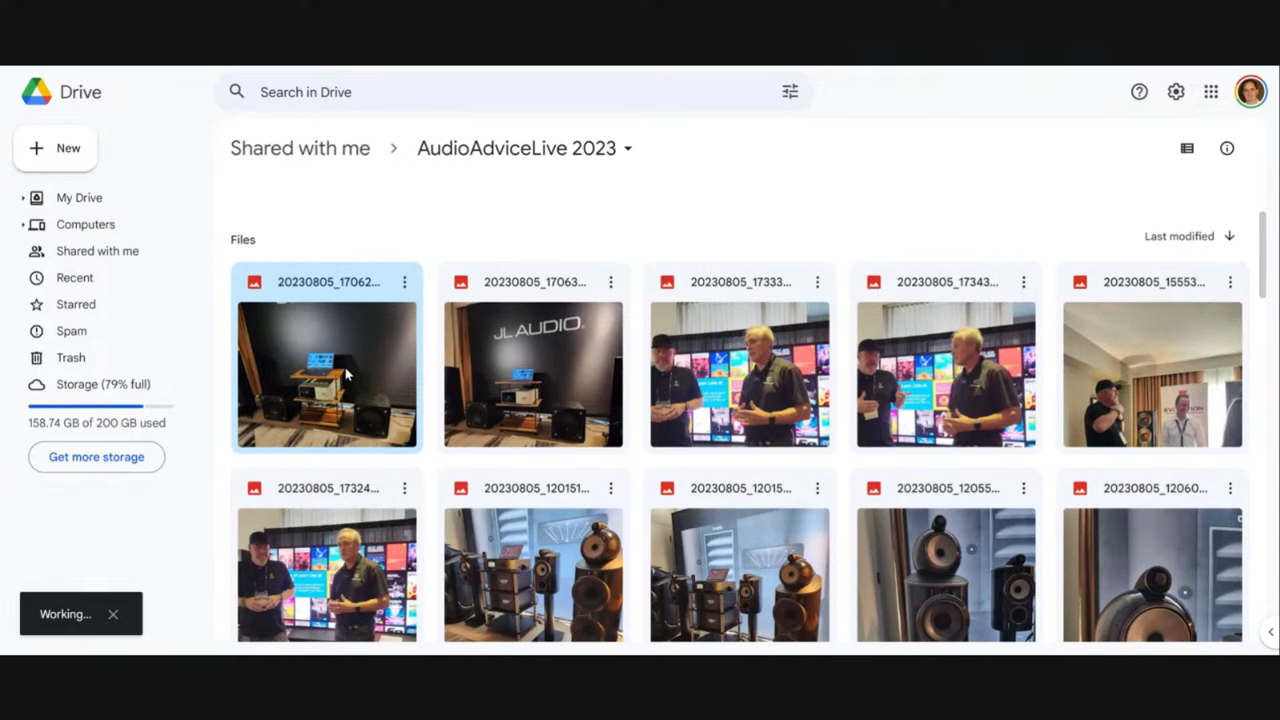 Drive
Search in Drive
New
Shared with me
AudioAdviceLive 2023
My Drive
Computers
Shared with me
Recent
Starred
Spam
Trash
Storage (79% full)
158.74 GB of 200 GB used
Get more storage
Files
Last modified
20230805_17062...
20230805_17063...
20230805_17333...
20230805_17343...
20230805_15553...
JL AUDIO
20230805_17324...
20230805_120151...
20230805_12015...
20230805_12055...
20230805_12060...
Working...